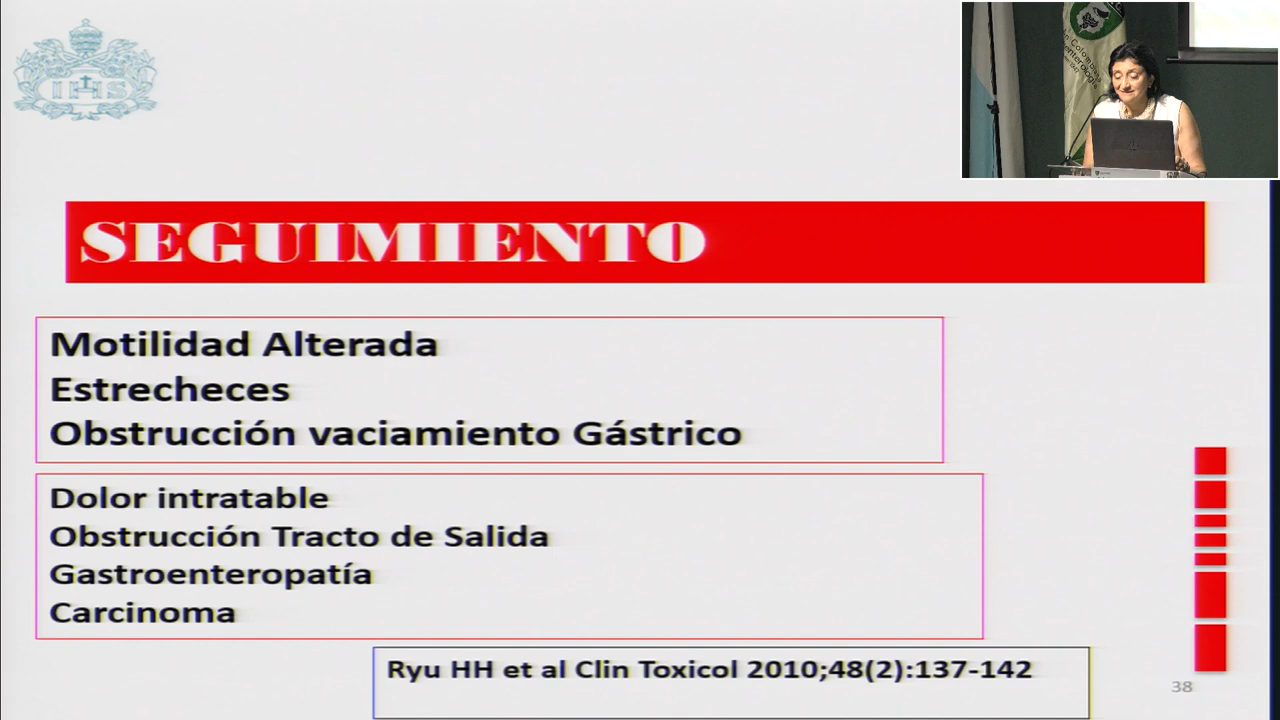 IHS
SEGUIMIENTO
Motilidad Alterada
Estrecheces
Obstrucción vaciamiento Gástrico
Dolor intratable
Obstrucción Tracto de Salida
Gastroenteropatía
Carcinoma
Ryu HH et al Clin Toxicol 2010;48(2):137-142
38